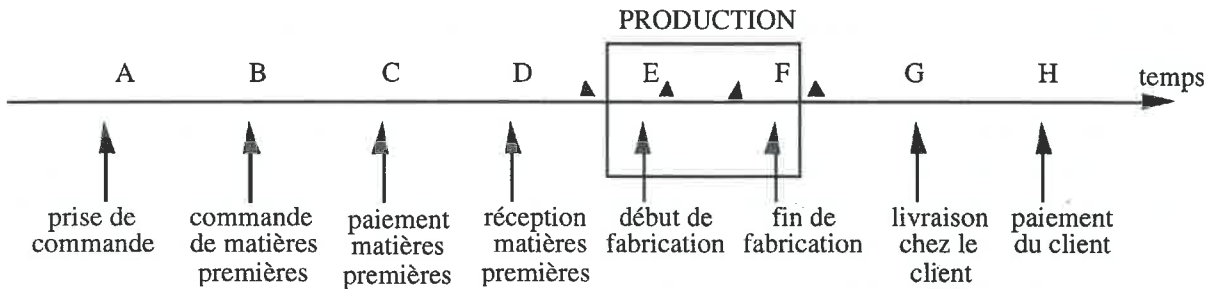 PRODUCTION
A B C D E F G H temps
prise de commande
commande de matières premières
paiement matières premières
réception matières premières
début de fabrication
fin de fabrication
livraison chez le client
paiement du client